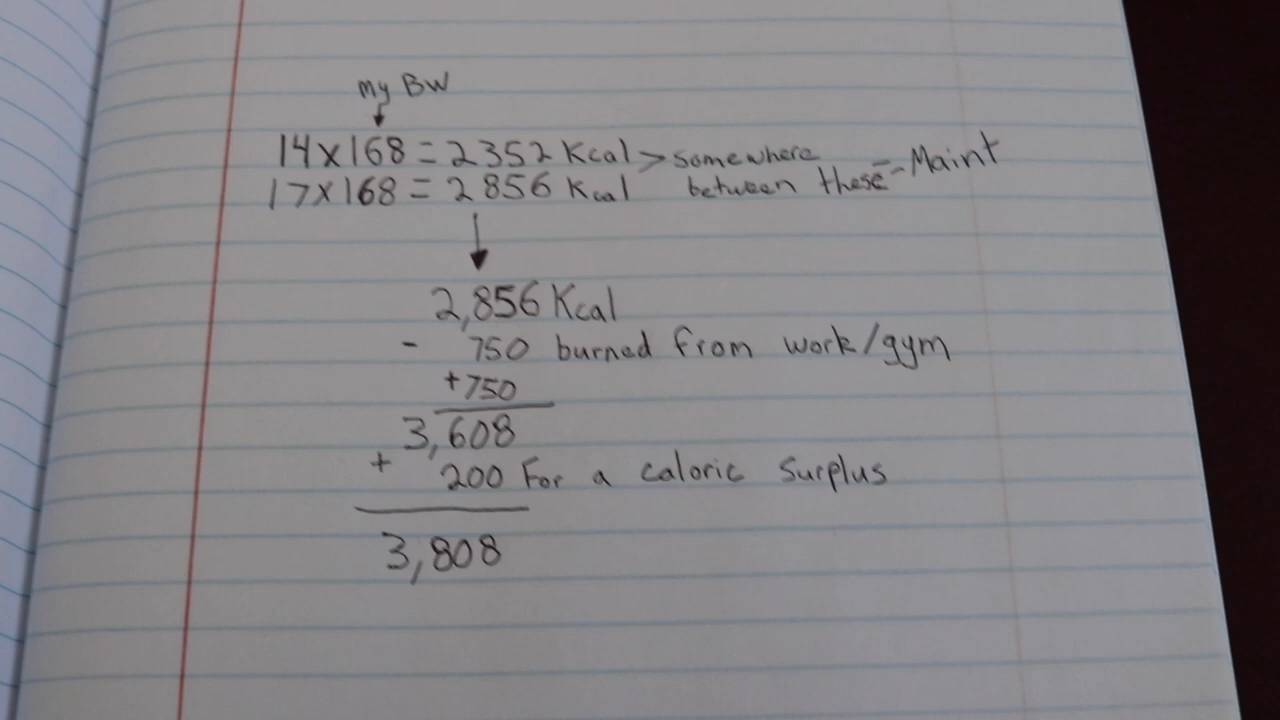 my BW
14x168 = 2352 Kcal > somewhere
17x168 = 2856 Kcal between these = Maint
2,856 Kcal
- 750 burned from work/gym
+750
3,608
+ 200 For a caloric surplus
3,808